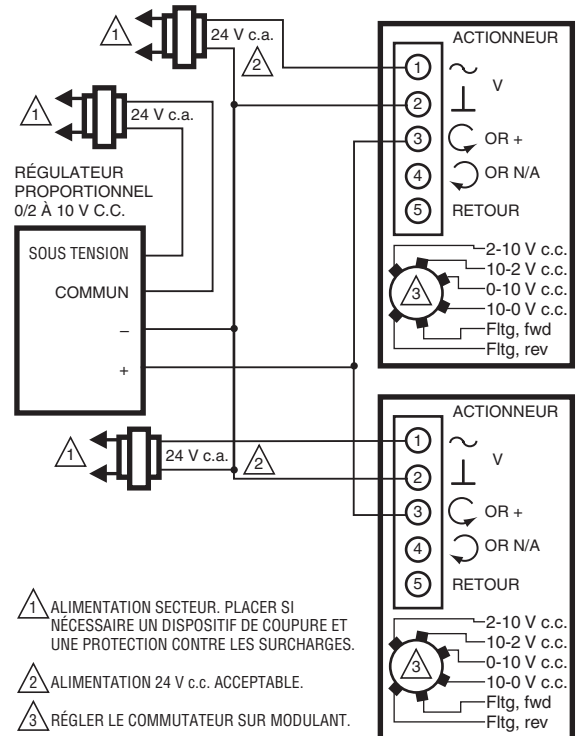 1
24 V c.a.
2
1
24 V c.a.
RÉGULATEUR
PROPORTIONNEL
0/2 À 10 V C.C.
SOUS TENSION
COMMUN
–
+
ACTIONNEUR
1
V
2
3 OR +
4 OR N/A
5 RETOUR
3
2-10 V c.c.
10-2 V c.c.
0-10 V c.c.
10-0 V c.c.
Fltg, fwd
Fltg, rev
1
24 V c.a.
2
ACTIONNEUR
1
V
2
3 OR +
4 OR N/A
5 RETOUR
3
2-10 V c.c.
10-2 V c.c.
0-10 V c.c.
10-0 V c.c.
Fltg, fwd
Fltg, rev
1 ALIMENTATION SECTEUR. PLACER SI
NÉCESSAIRE UN DISPOSITIF DE COUPURE ET
UNE PROTECTION CONTRE LES SURCHARGES.
2 ALIMENTATION 24 V c.c. ACCEPTABLE.
3 RÉGLER LE COMMUTATEUR SUR MODULANT.